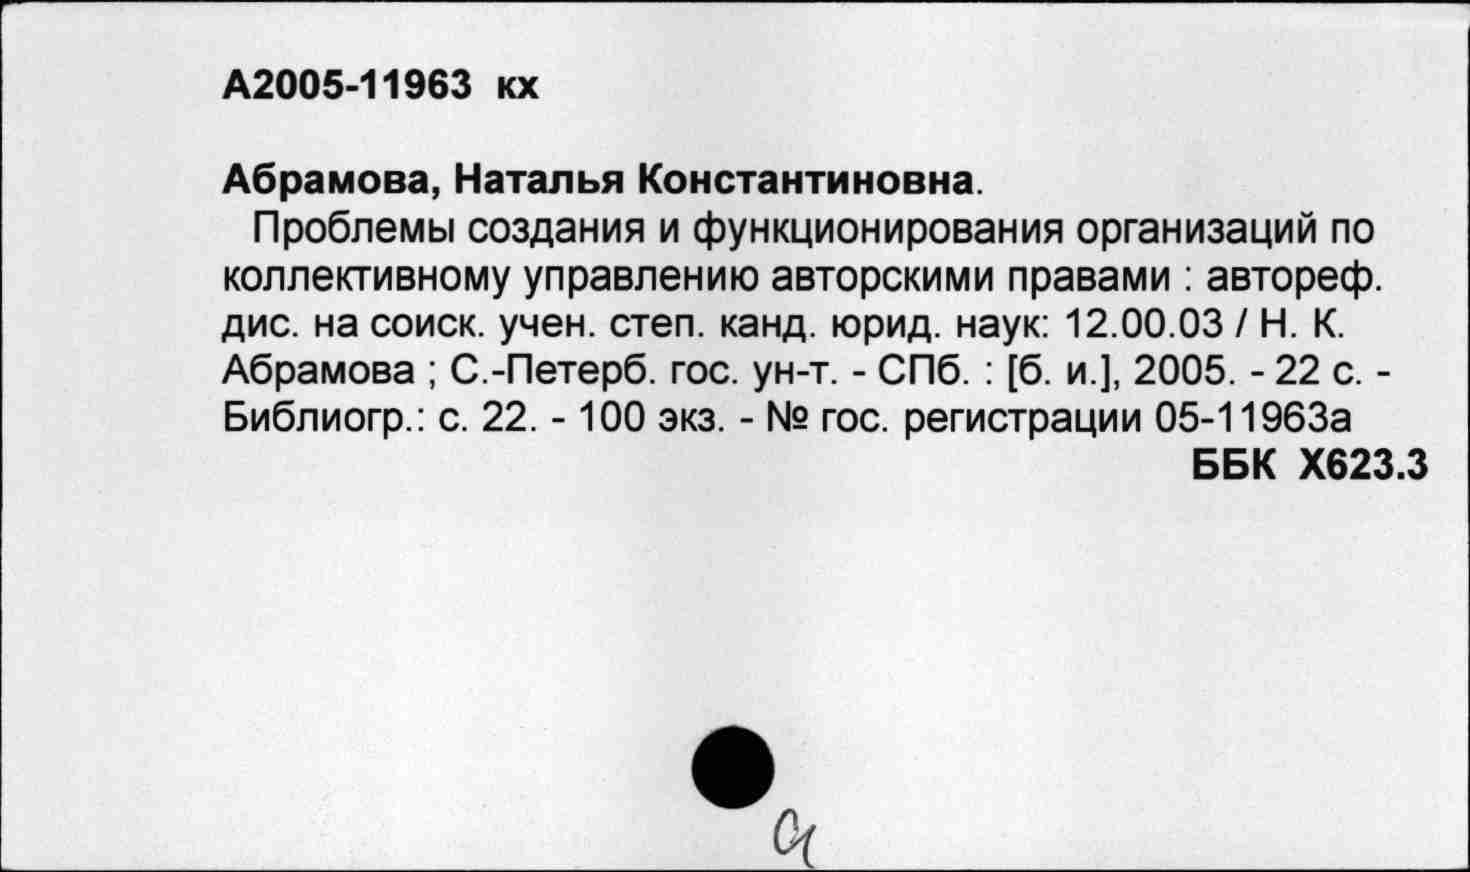 А2005-11963 кх
Абрамова, Наталья Константиновна.
Проблемы создания и функционирования организаций по
коллективному управлению авторскими правами : автореф.
дис. на соиск. учен. степ. канд. юрид. наук: 12.00.03 / Н. К.
Абрамова ; С.-Петерб. гос. ун-т. - СПб. : [б. и.], 2005. - 22 с. -
Библиогр.: с. 22. - 100 экз. - № гос. регистрации 05-11963а
ББК Х623.3